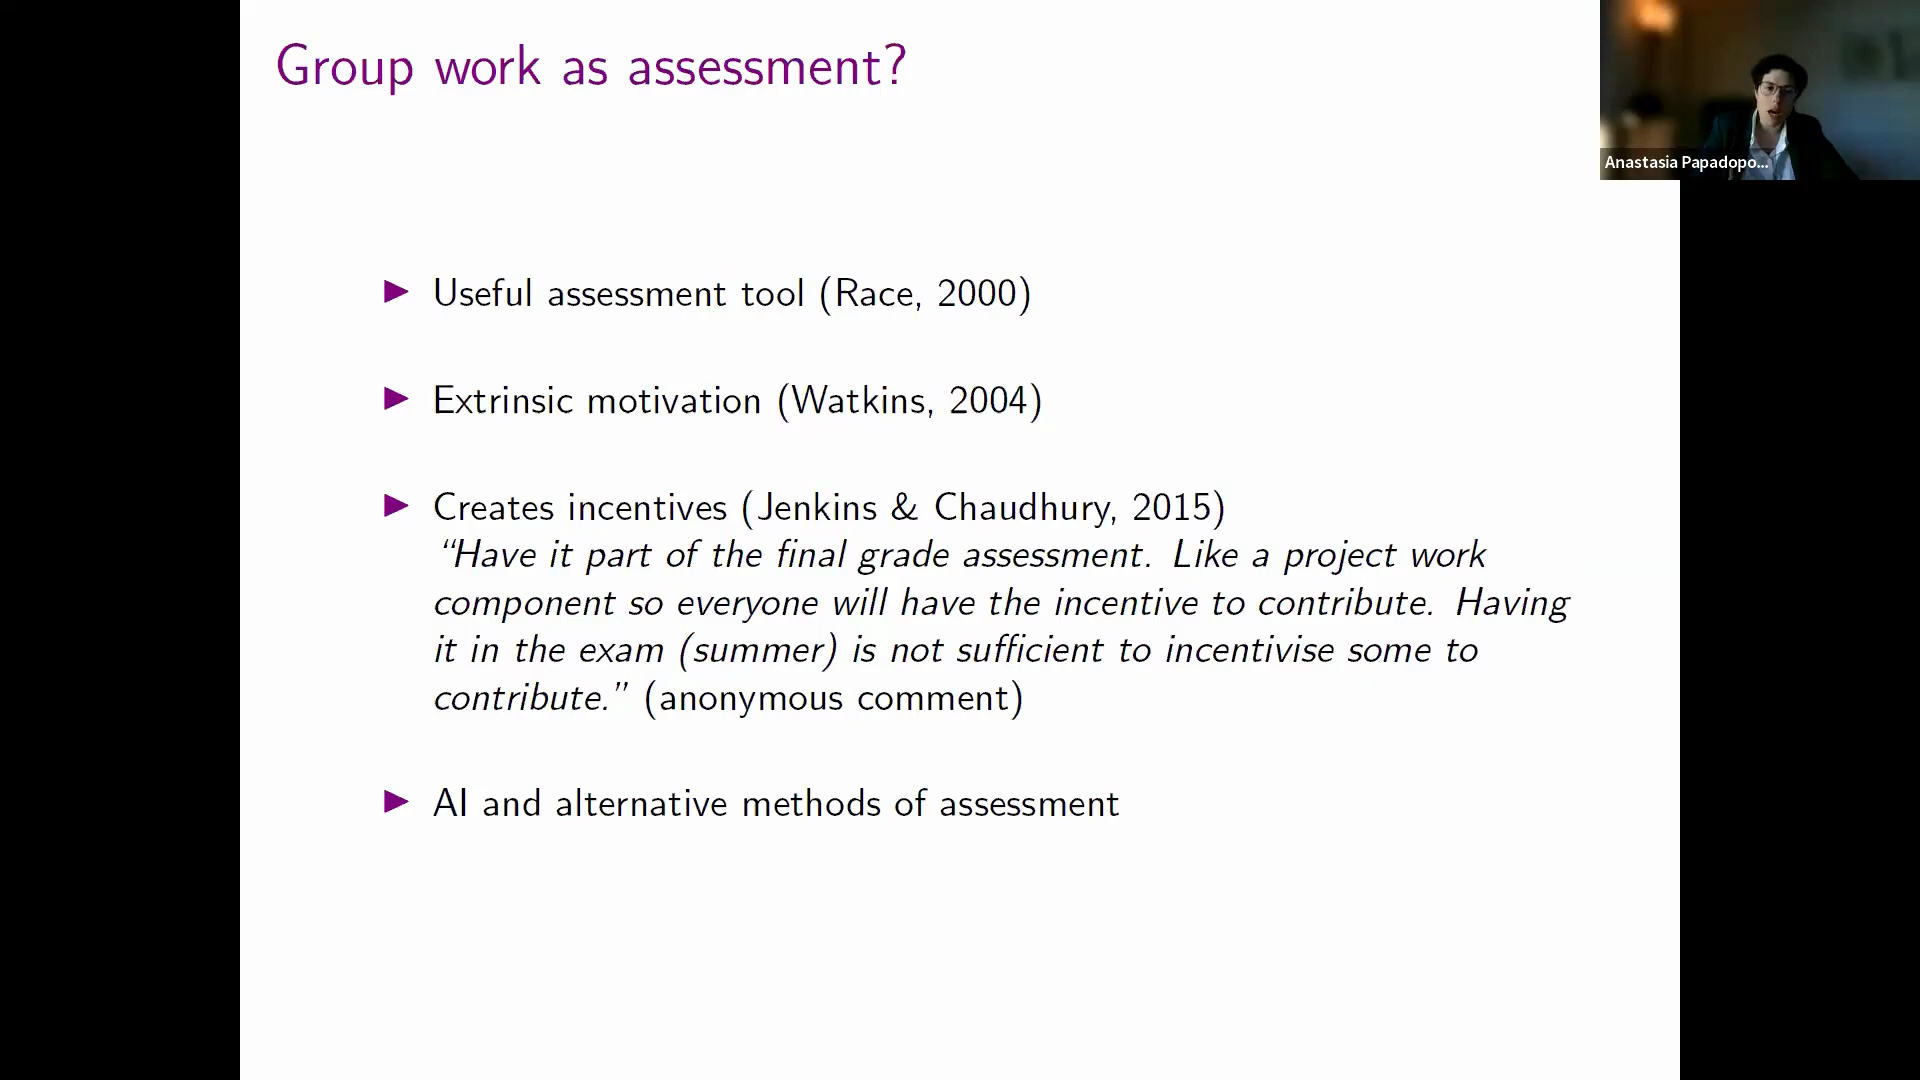 Group work as assessment?
Anastasia Papadopo...
▶ Useful assessment tool (Race, 2000)
▶ Extrinsic motivation (Watkins, 2004)
▶ Creates incentives (Jenkins & Chaudhury, 2015)
“Have it part of the final grade assessment. Like a project work
component so everyone will have the incentive to contribute. Having
it in the exam (summer) is not sufficient to incentivise some to
contribute.” (anonymous comment)
▶ AI and alternative methods of assessment